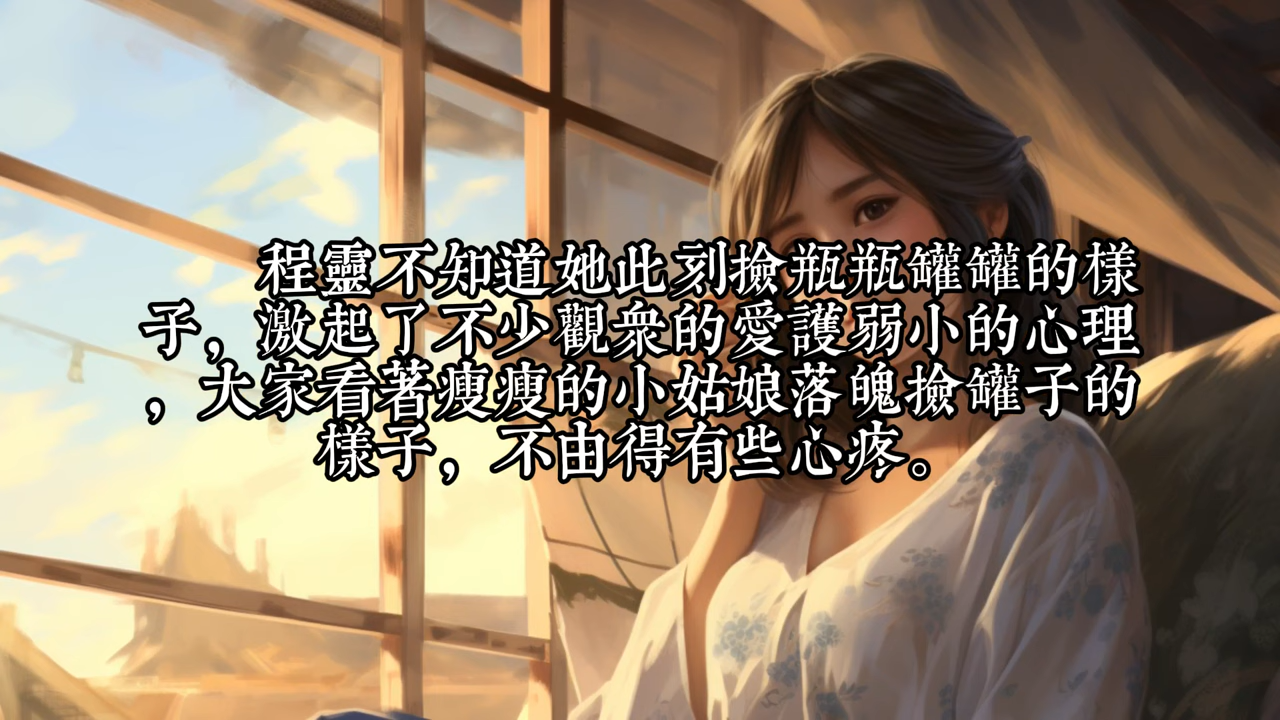 程靈不知道她此刻撿瓶瓶罐罐的樣
子，激起了不少觀衆的愛護弱小的心理
，大家看著瘦瘦的小姑娘落魄撿罐子的
樣子，不由得有些心疼。